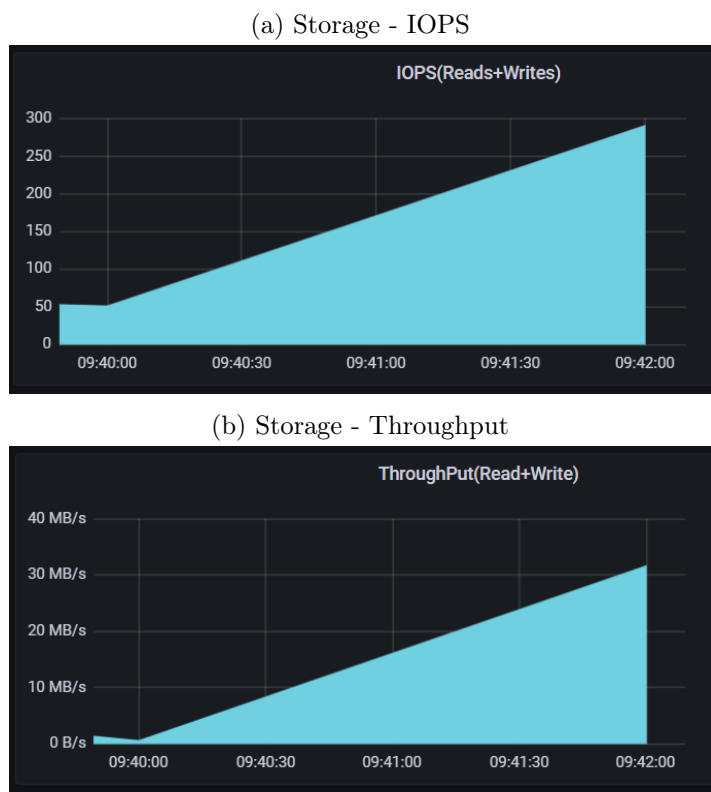 (a) Storage - IOPS
IOPS(Reads+Writes)
300
250
200
150
100
50
0
09:40:00 09:40:30 09:41:00 09:41:30 09:42:00
(b) Storage - Throughput
ThroughPut(Read+Write)
40 MB/s
30 MB/s
20 MB/s
10 MB/s
0 B/s
09:40:00 09:40:30 09:41:00 09:41:30 09:42:00